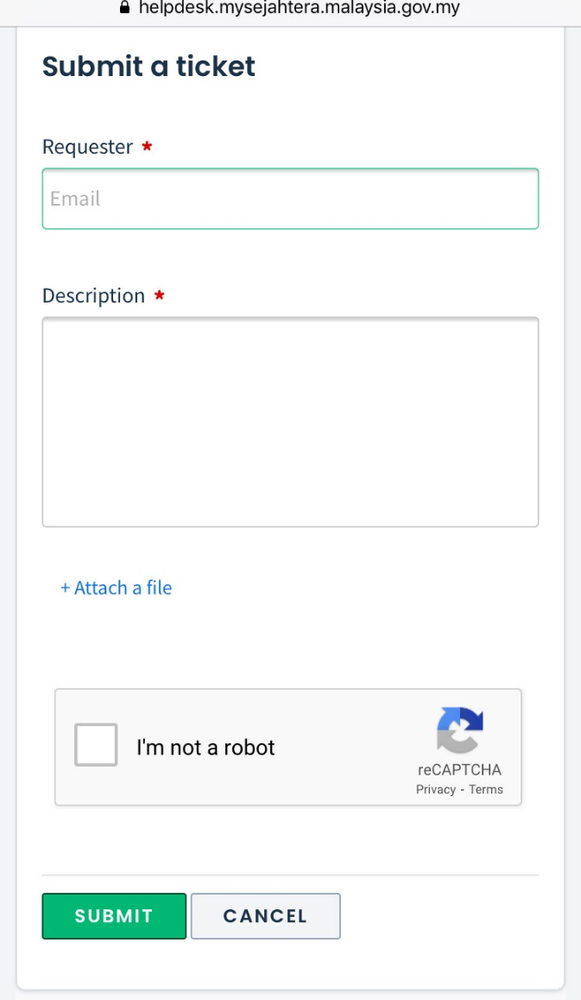 helpdesk.mysejahtera.malaysia.gov.my
Submit a ticket
Requester *
Email
Description *
+ Attach a file
I'm not a robot
reCAPTCHA
Privacy - Terms
SUBMIT CANCEL